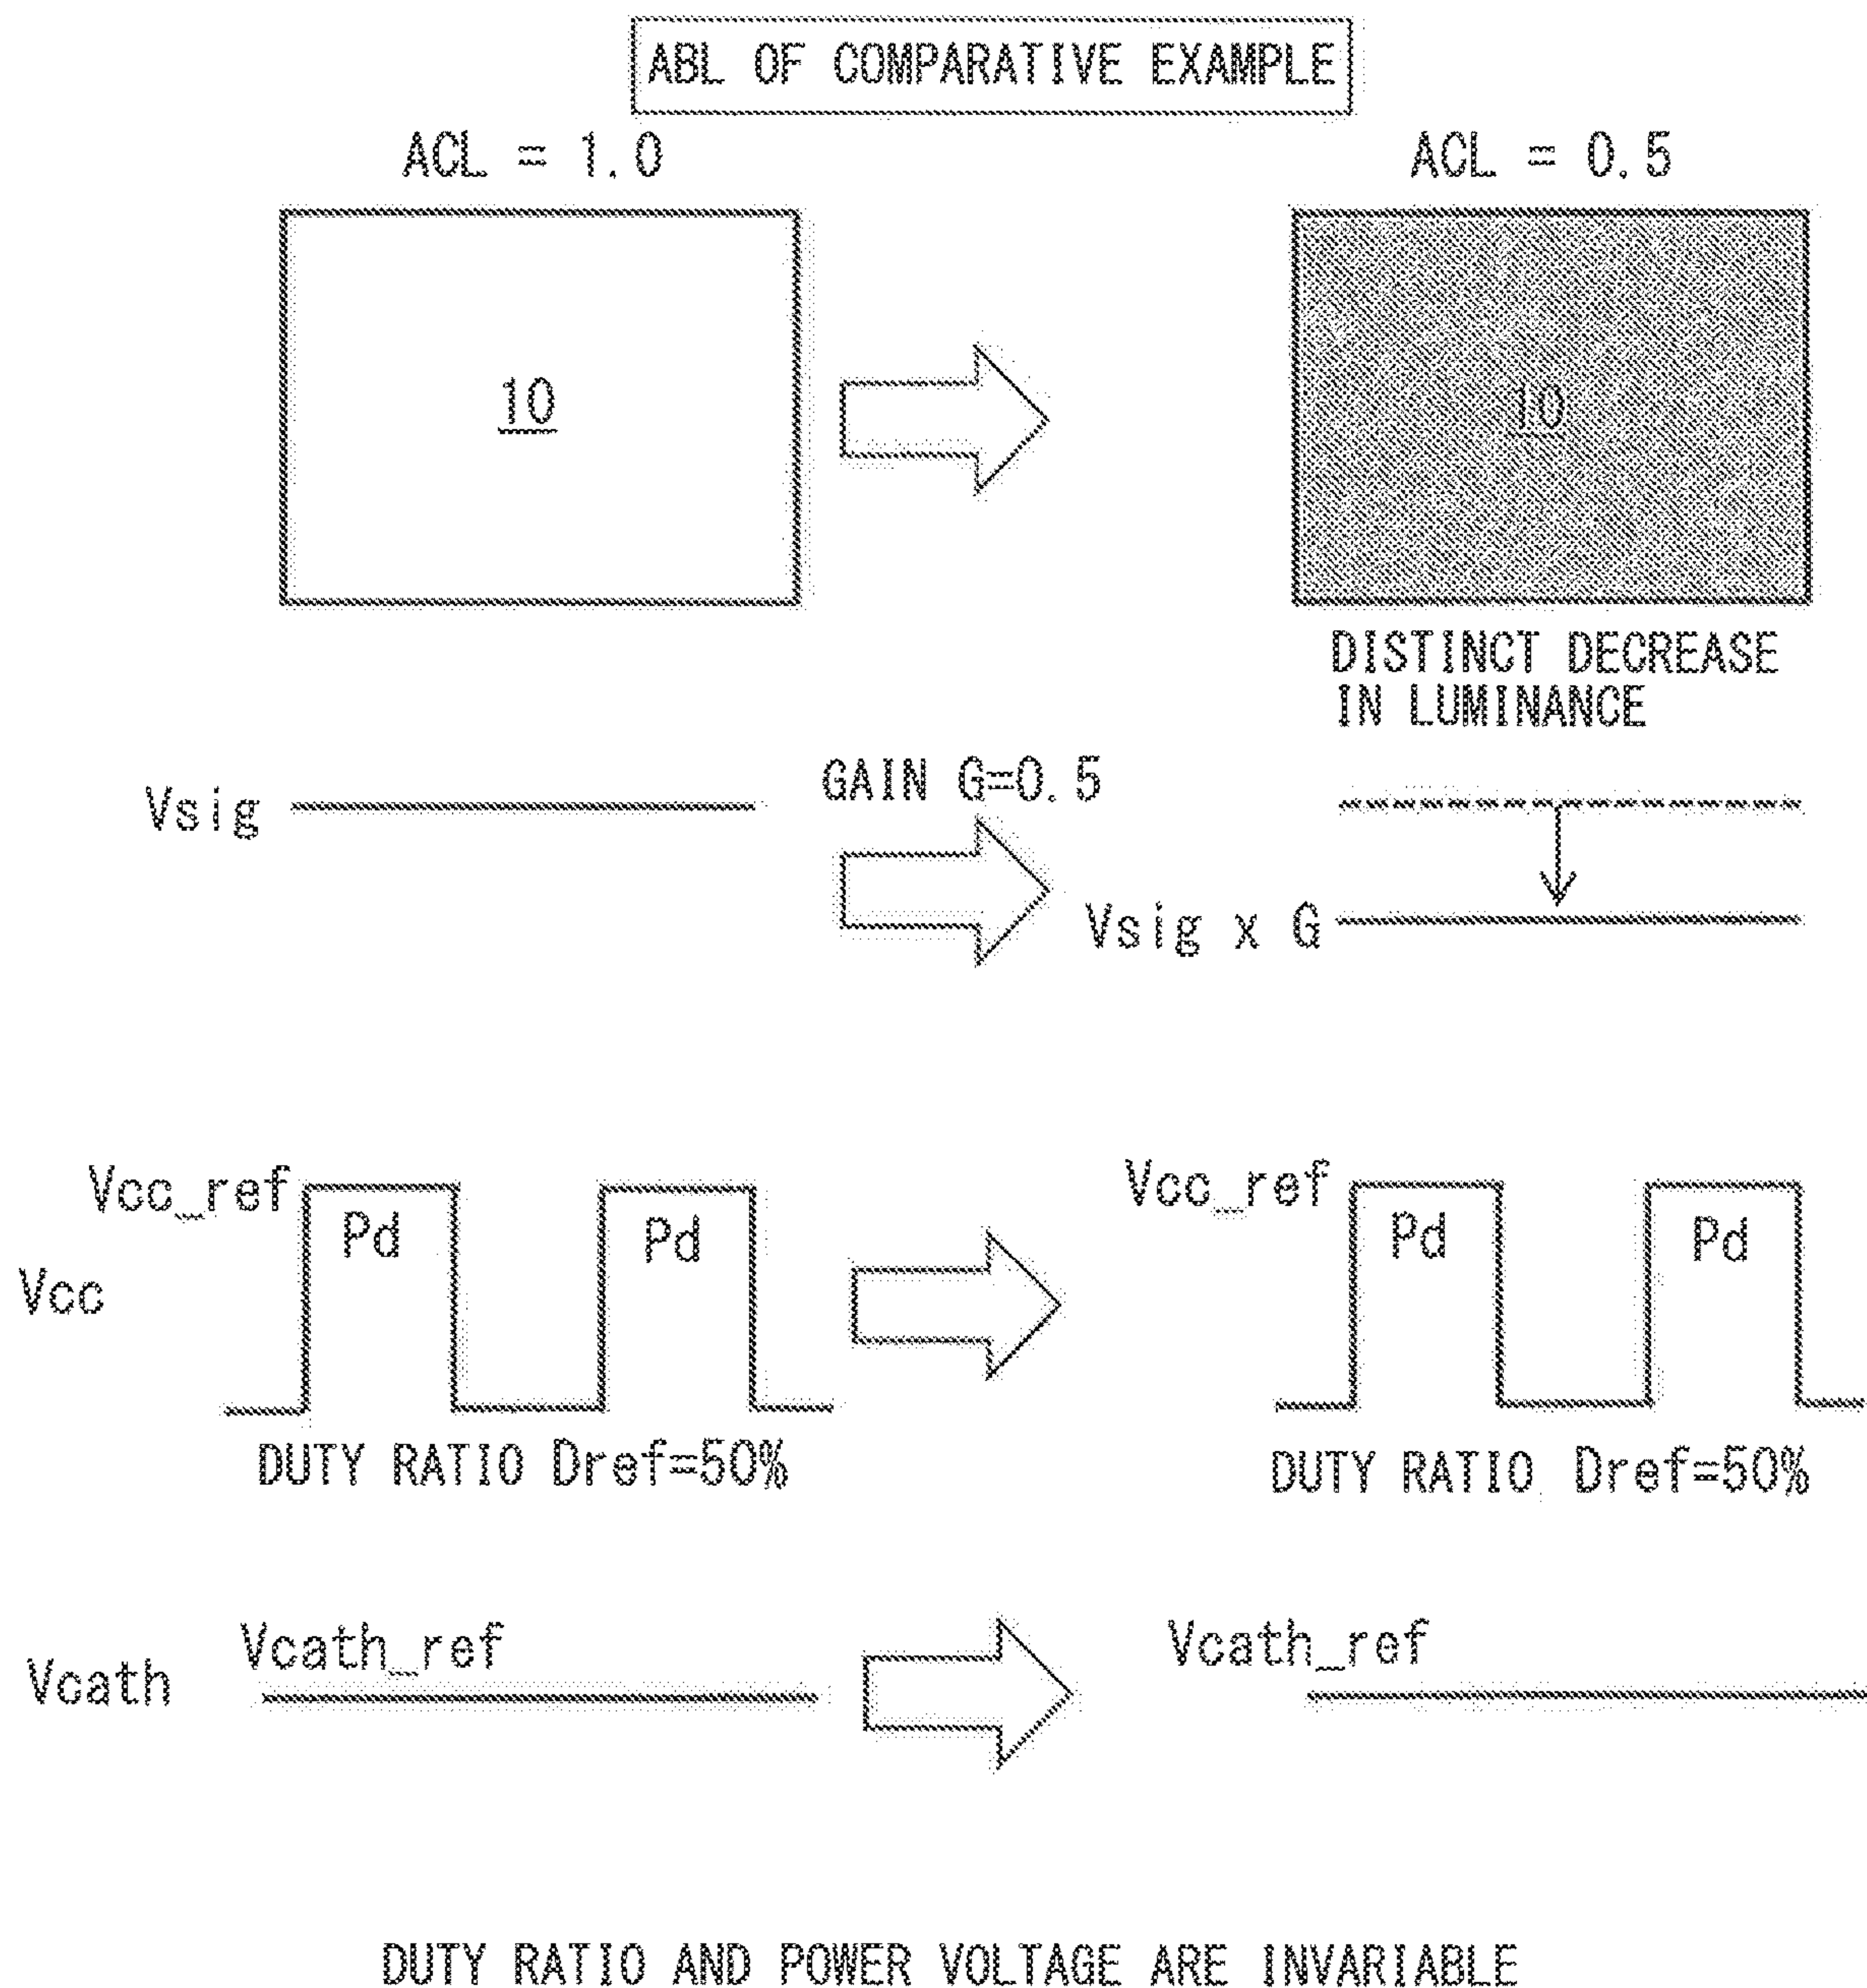 ABL OF COMPARATIVE EXAMPLE
ACL = 1.0
ACL = 0.5
10
10
DISTINCT DECREASE
IN LUMINANCE
Vsig
GAIN G=0.5
Vsig x G
Vcc_ref
Pd
Pd
Vcc_ref
Pd
Pd
Vcc
DUTY RATIO Dref=50%
DUTY RATIO Dref=50%
Vcath
Vcath_ref
Vcath_ref
DUTY RATIO AND POWER VOLTAGE ARE INVARIABLE